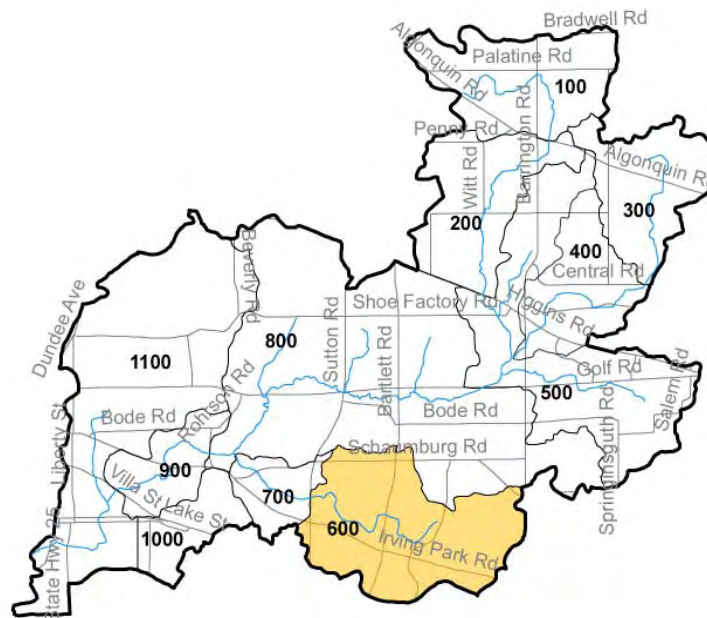 Bradwell Rd
Algonquin Rd
Palatine Rd
100
Barrington Rd
Penny Rd
Algonquin Rd
Witt Rd
300
200
400
Beverly Rd
Central Rd
Dundee Ave
Shoe Factory Rd
Higgins Rd
Sutton Rd
800
Bartlett Rd
1100
Golf Rd
Salem Rd
500
Rohrson Rd
Bode Rd
Bode Rd
Liberty St
Schaumburg Rd
Springinsguth Rd
900
Villa St
Lake St
700
600
State Hwy 25
1000
Irving Park Rd